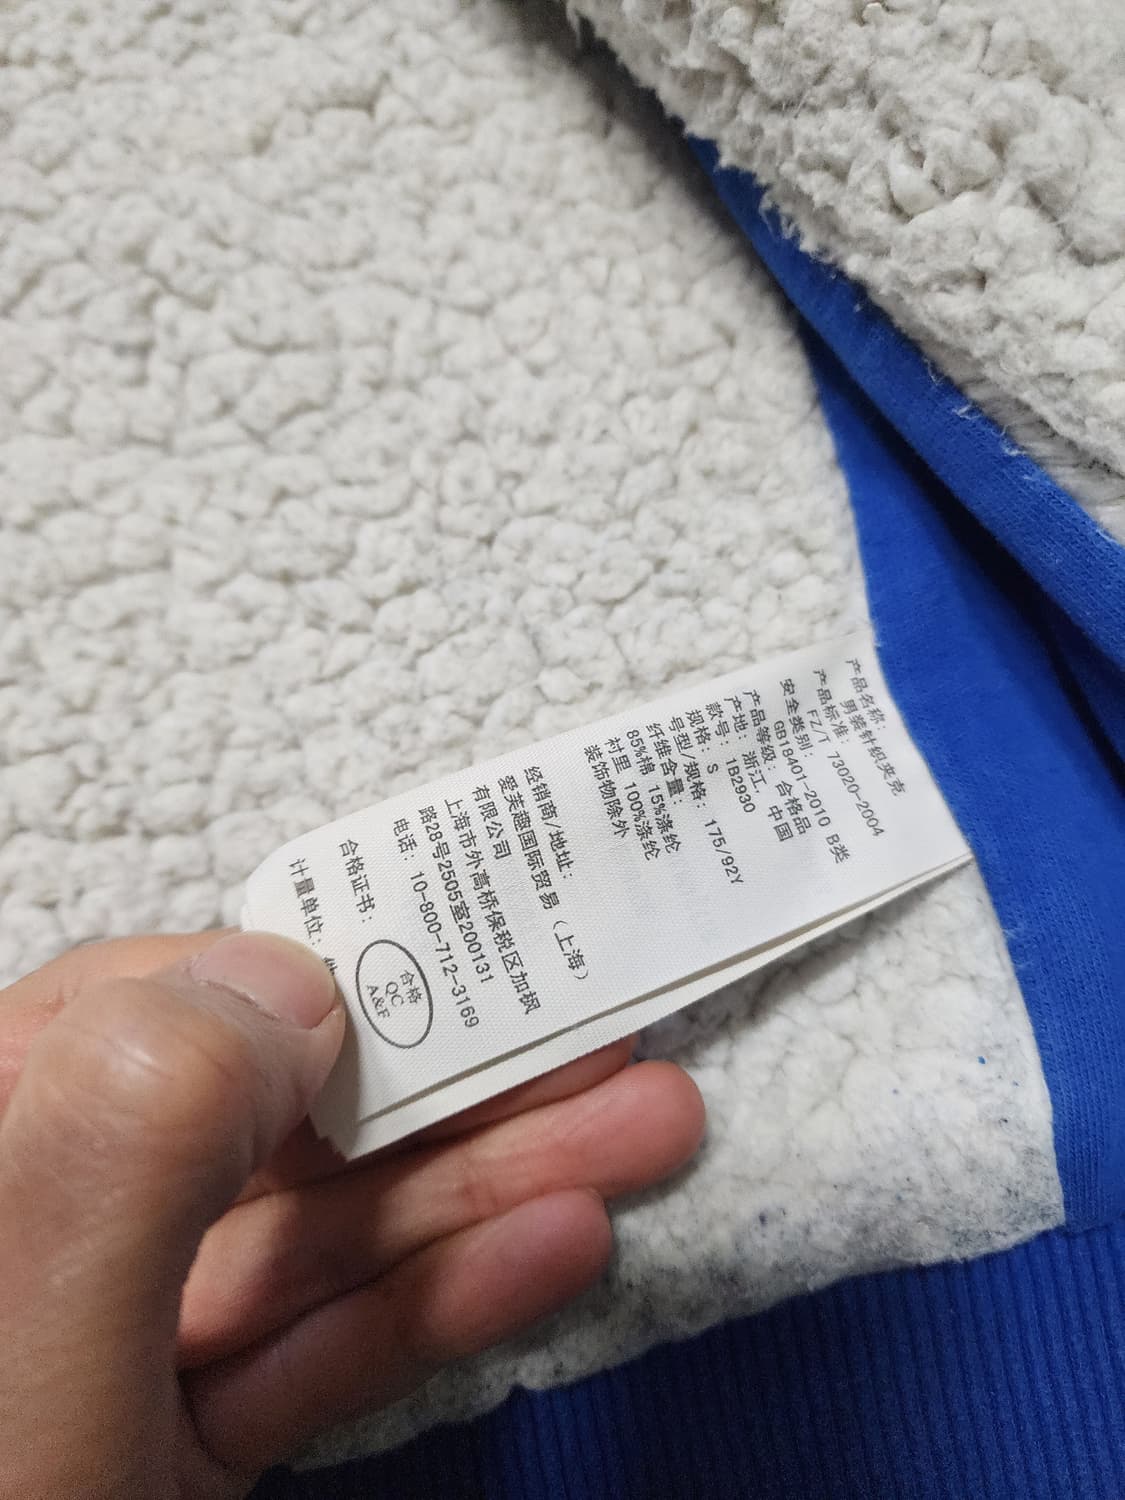 产品名称:
男装针织夹克
产品标准:
FZ/T 73020-2004
安全类别:
GB18401-2010 B类
产品等级: 合格品
产地: 浙江, 中国
款号: 1B2930
规格: S
号型/规格: 175/92Y
纤维含量:
85%棉 15%涤纶
衬里 100%涤纶
装饰物除外
经销商/地址:
爱芙趣国际贸易 (上海)
有限公司
上海市外高桥保税区加枫
路28号2505室200131
电话: 10-800-712-3169
合格证书:
合格
QC
A&F
计量单位: